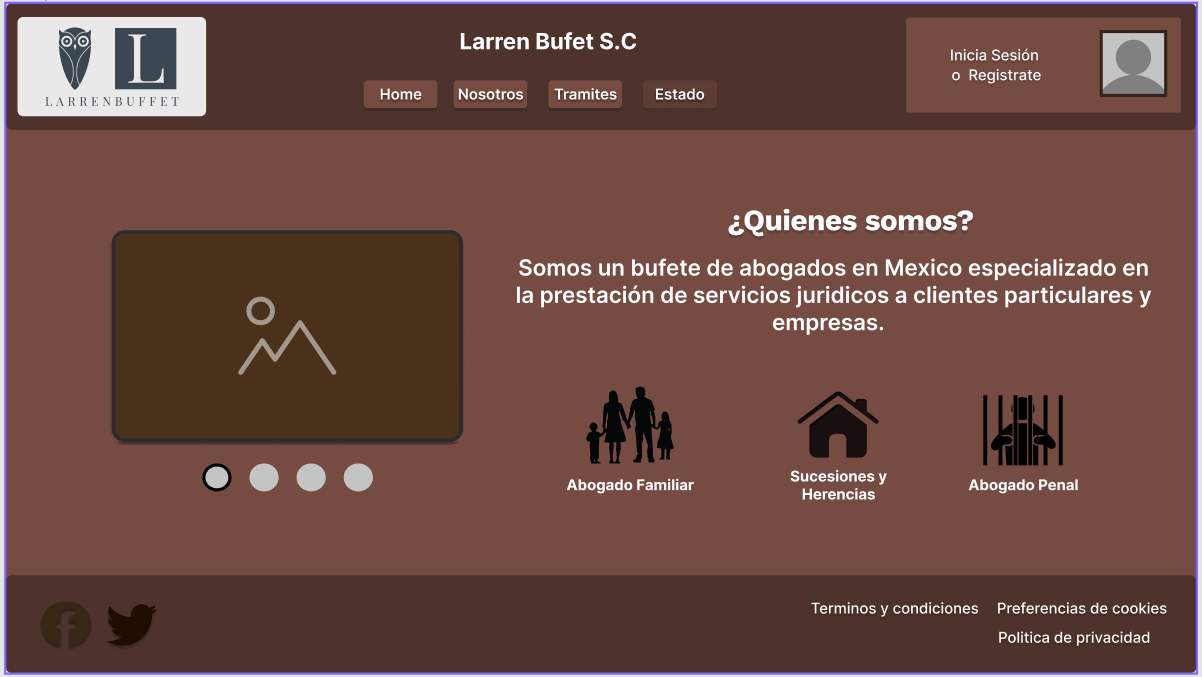 L
LARRENBUFFET
Larren Bufet S.C
Home
Nosotros
Tramites
Estado
Inicia Sesión
o Registrate
¿Quienes somos?
Somos un bufete de abogados en Mexico especializado en
la prestación de servicios juridicos a clientes particulares y
empresas.
Abogado Familiar
Sucesiones y
Herencias
Abogado Penal
Terminos y condiciones
Preferencias de cookies
Politica de privacidad